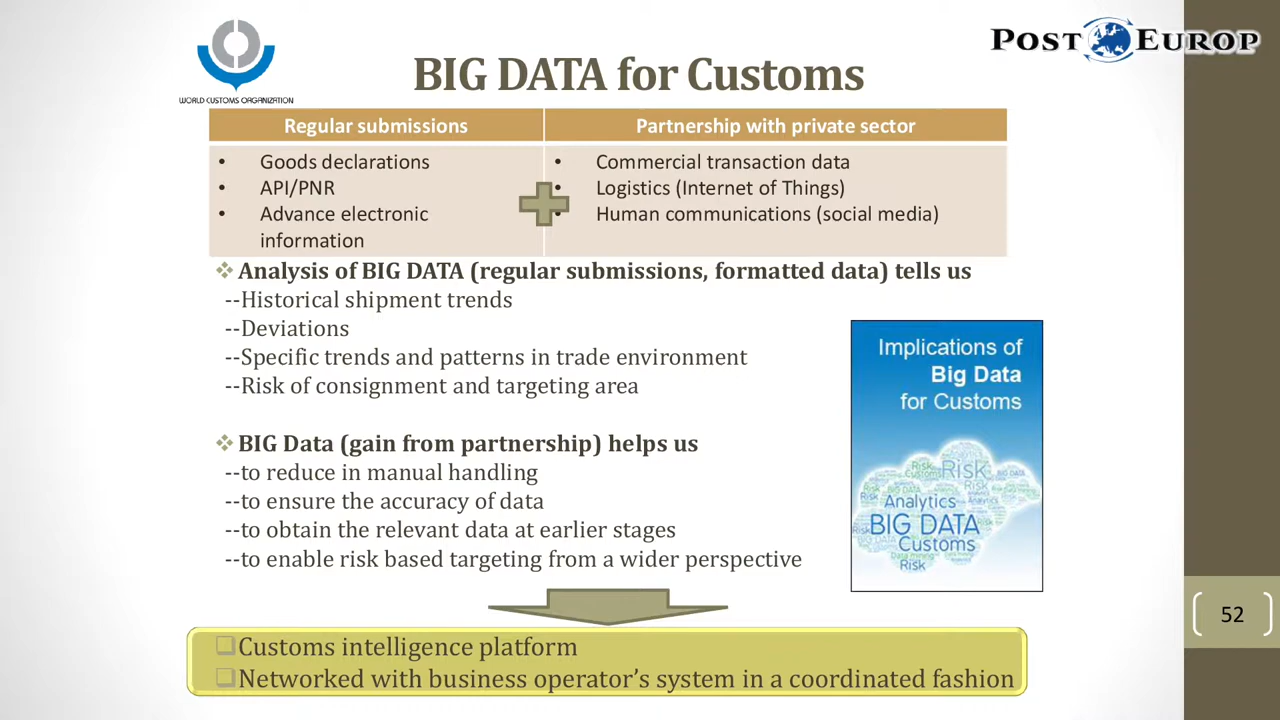 WORLD CUSTOMS ORGANIZATION
POST EUROP
BIG DATA for Customs
Regular submissions
Partnership with private sector
• Goods declarations
• API/PNR
• Advance electronic
information
• Commercial transaction data
• Logistics (Internet of Things)
• Human communications (social media)
❖ Analysis of BIG DATA (regular submissions, formatted data) tells us
--Historical shipment trends
--Deviations
--Specific trends and patterns in trade environment
--Risk of consignment and targeting area
❖ BIG Data (gain from partnership) helps us
--to reduce in manual handling
--to ensure the accuracy of data
--to obtain the relevant data at earlier stages
--to enable risk based targeting from a wider perspective
Implications of
Big Data
for Customs
Risk
Analytics
BIG DATA
Customs
Risk
❑Customs intelligence platform
❑Networked with business operator's system in a coordinated fashion
52